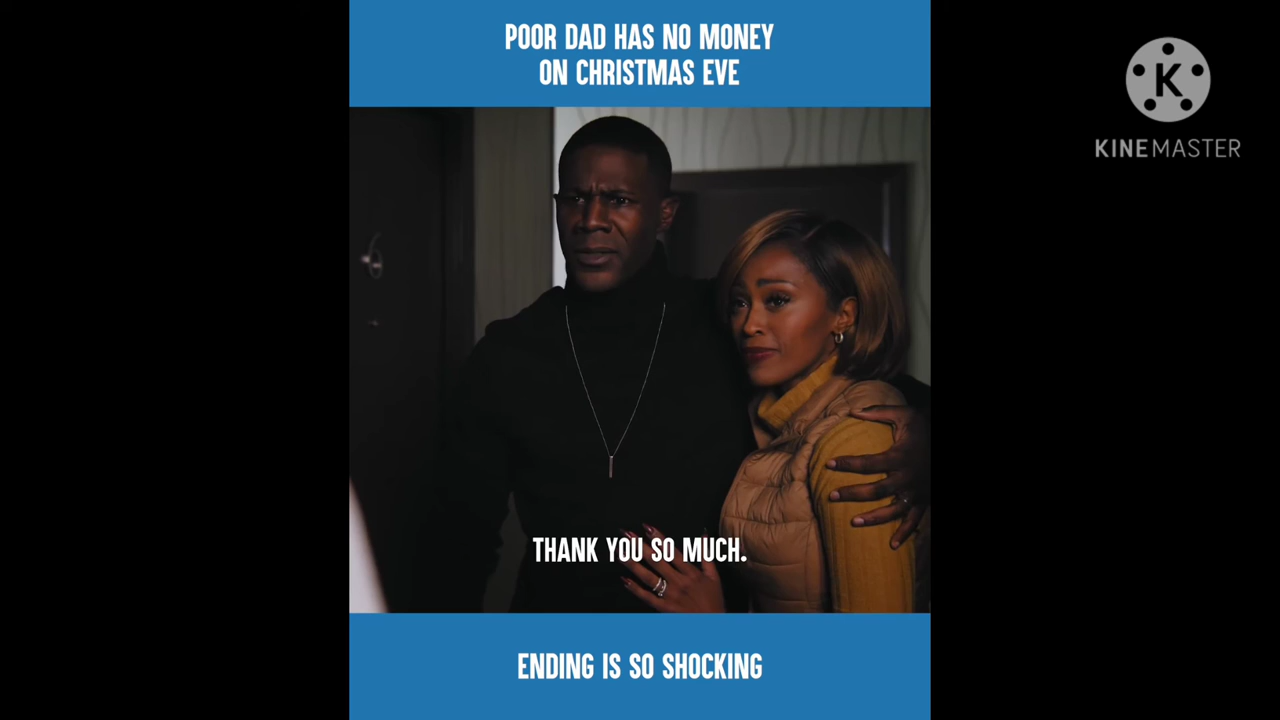 POOR DAD HAS NO MONEY
ON CHRISTMAS EVE
K
KINEMASTER
THANK YOU SO MUCH.
ENDING IS SO SHOCKING